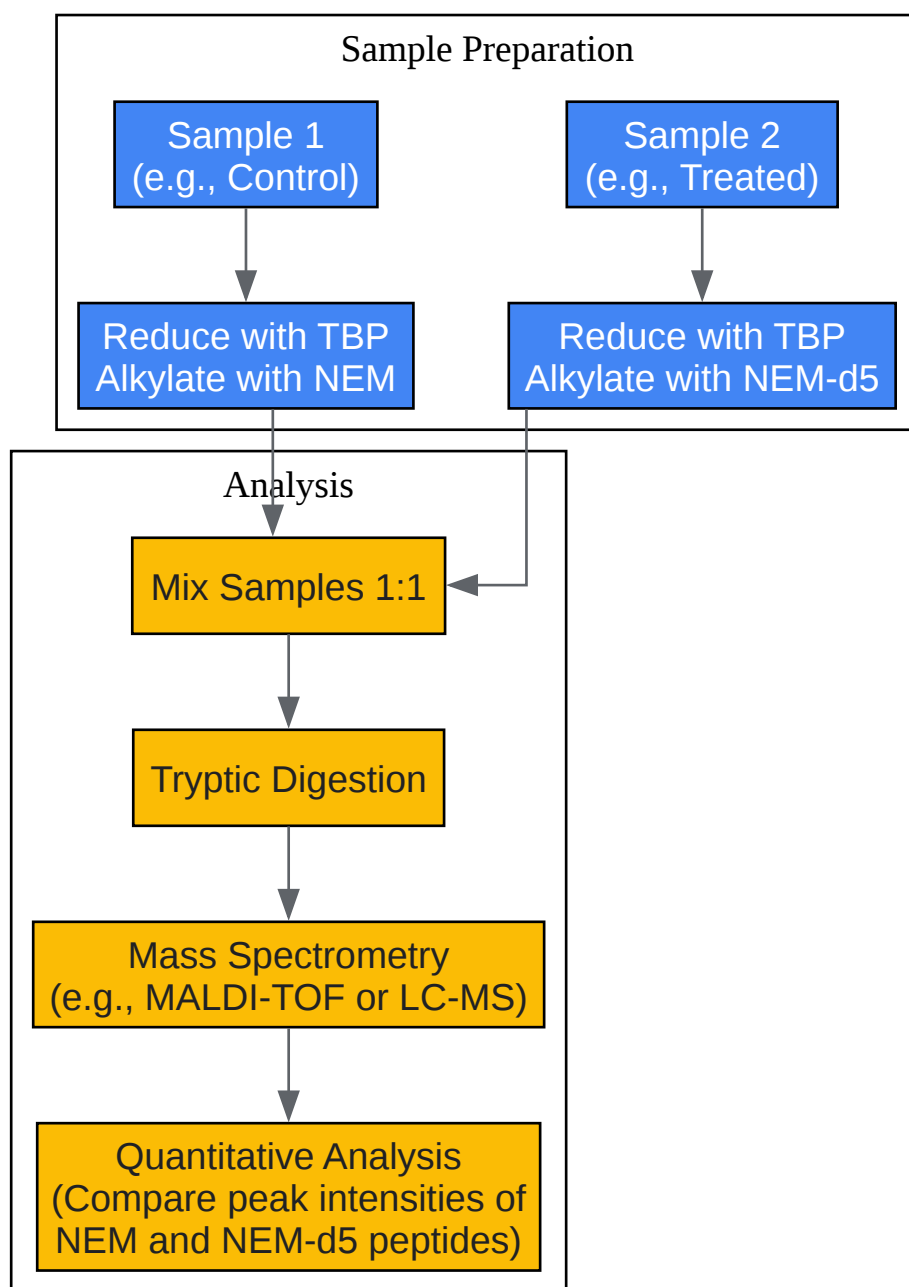 Sample Preparation
Sample 1
(e.g., Control)
Sample 2
(e.g., Treated)
Reduce with TBP
Alkylate with NEM
Reduce with TBP
Alkylate with NEM-d5
Analysis
Mix Samples 1:1
Tryptic Digestion
Mass Spectrometry
(e.g., MALDI-TOF or LC-MS)
Quantitative Analysis
(Compare peak intensities of
NEM and NEM-d5 peptides)